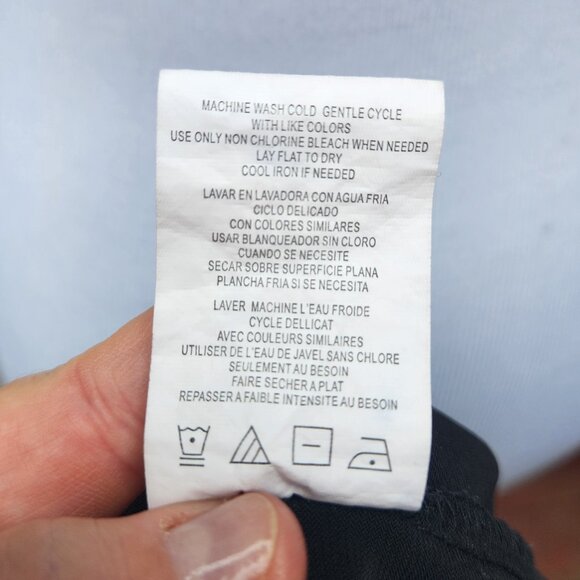 MACHINE WASH COLD GENTLE CYCLE
WITH LIKE COLORS
USE ONLY NON CHLORINE BLEACH WHEN NEEDED
LAY FLAT TO DRY
COOL IRON IF NEEDED
LAVAR EN LAVADORA CON AGUA FRIA
CICLO DELICADO
CON COLORES SIMILARES
USAR BLANQUEADOR SIN CLORO
CUANDO SE NECESITE
SECAR SOBRE SUPERFICIE PLANA
PLANCHA FRIA SI SE NECESITA
LAVER MACHINE L'EAU FROIDE
CYCLE DELLICAT
AVEC COULEURS SIMILAIRES
UTILISER DE L'EAU DE JAVEL SANS CHLORE
SEULEMENT AU BESOIN
FAIRE SECHER A PLAT
REPASSER A FAIBLE INTENSITE AU BESOIN